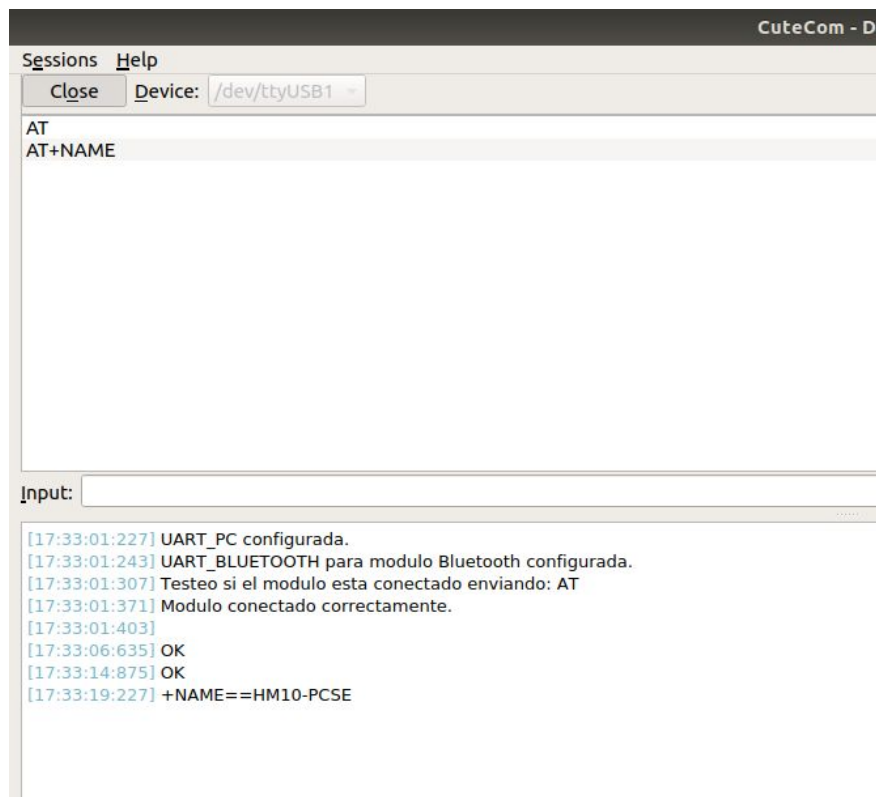 CuteCom - D
Sessions Help
Close Device: /dev/ttyUSB1
AT
AT+NAME
Input:
[17:33:01:227] UART_PC configurada.
[17:33:01:243] UART_BLUETOOTH para modulo Bluetooth configurada.
[17:33:01:307] Testeo si el modulo esta conectado enviando: AT
[17:33:01:371] Modulo conectado correctamente.
[17:33:01:403]
[17:33:06:635] OK
[17:33:14:875] OK
[17:33:19:227] +NAME==HM10-PCSE